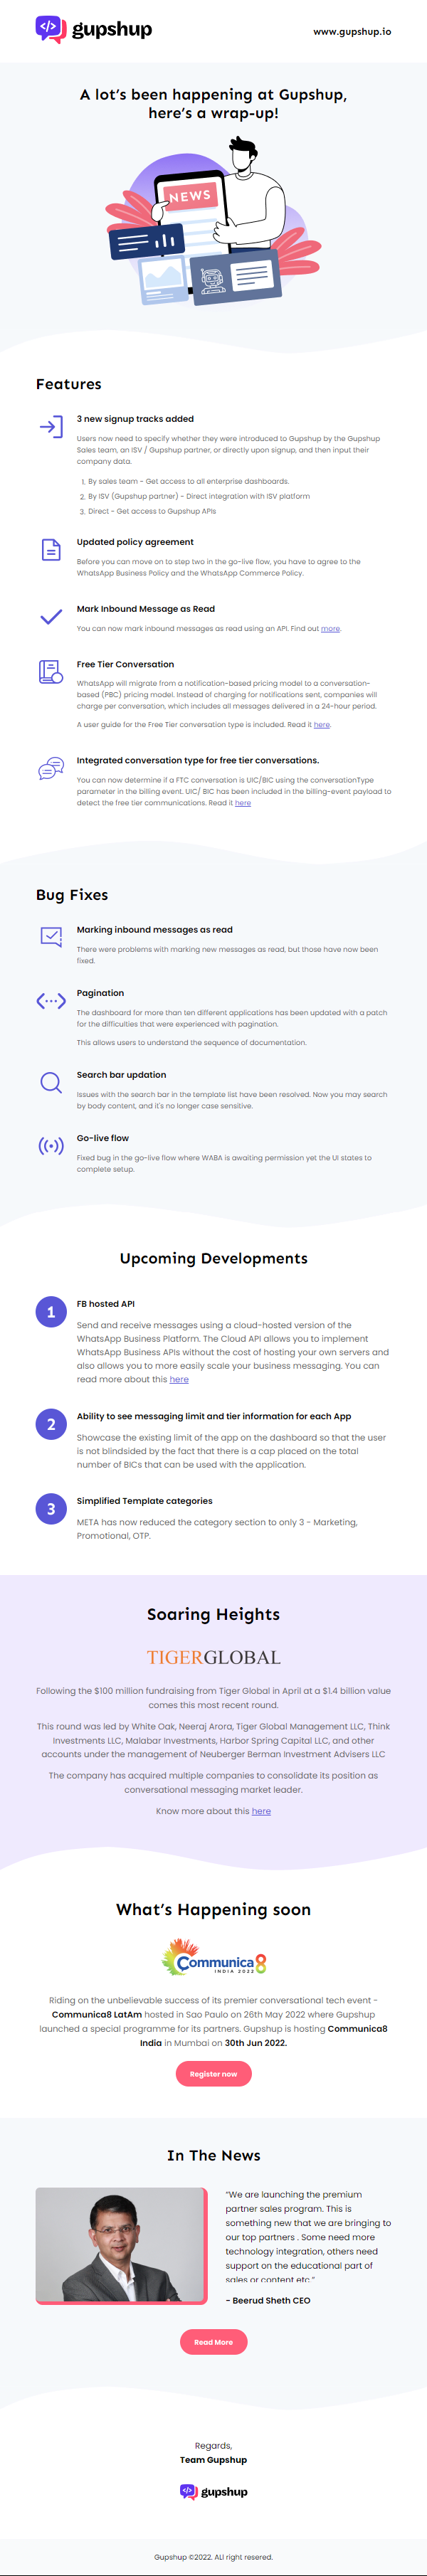 gupshup
www.gupshup.io
A lot's been happening at Gupshup,
here's a wrap-up!
NEWS
Features
3 new signup tracks added
Users now need to specify whether they were introduced to Gupshup by the Gupshup
Sales team, an ISV / Gupshup partner, or directly upon signup, and then input their
company data.
1. By sales team - Get access to all enterprise dashboards.
2. By ISV (Gupshup partner) - Direct integration with ISV platform
3. Direct - Get access to Gupshup APIs
Updated policy agreement
Before you can move on to step two in the go-live flow, you have to agree to the
WhatsApp Business Policy and the WhatsApp Commerce Policy.
Mark Inbound Message as Read
You can now mark inbound messages as read using an API. Find out more.
Free Tier Conversation
WhatsApp will migrate from a notification-based pricing model to a conversation-
based (PBC) pricing model. Instead of charging for notifications sent, companies will
charge per conversation, which includes all messages delivered in a 24-hour period.
A user guide for the Free Tier conversation type is included. Read it here.
Integrated conversation type for free tier conversations.
You can now determine if a FTC conversation is UIC/BIC using the conversationType
parameter in the billing event. UIC/ BIC has been included in the billing-event payload to
detect the free tier communications. Read it here
Bug Fixes
Marking inbound messages as read
There were problems with marking new messages as read, but those have now been
fixed.
Pagination
The dashboard for more than ten different applications has been updated with a patch
for the difficulties that were experienced with pagination.
This allows users to understand the sequence of documentation.
Search bar updation
Issues with the search bar in the template list have been resolved. Now you may search
by body content, and it's no longer case sensitive.
Go-live flow
Fixed bug in the go-live flow where WABA is awaiting permission yet the UI states to
complete setup.
Upcoming Developments
1
FB hosted API
Send and receive messages using a cloud-hosted version of the
WhatsApp Business Platform. The Cloud API allows you to implement
WhatsApp Business APIs without the cost of hosting your own servers and
also allows you to more easily scale your business messaging. You can
read more about this here
2
Ability to see messaging limit and tier information for each App
Showcase the existing limit of the app on the dashboard so that the user
is not blindsided by the fact that there is a cap placed on the total
number of BICs that can be used with the application.
3
Simplified Template categories
META has now reduced the category section to only 3 - Marketing,
Promotional, OTP.
Soaring Heights
TIGERGLOBAL
Following the $100 million fundraising from Tiger Global in April at a $1.4 billion value
comes this most recent round.
This round was led by White Oak, Neeraj Arora, Tiger Global Management LLC, Think
Investments LLC, Malabar Investments, Harbor Spring Capital LLC, and other
accounts under the management of Neuberger Berman Investment Advisers LLC
The company has acquired multiple companies to consolidate its position as
conversational messaging market leader.
Know more about this here
What's Happening soon
Communica8
INDIA 2022
Riding on the unbelievable success of its premier conversational tech event -
Communica8 LatAm hosted in Sao Paulo on 26th May 2022 where Gupshup
launched a special programme for its partners. Gupshup is hosting Communica8
India in Mumbai on 30th Jun 2022.
Register now
In The News
"We are launching the premium
partner sales program. This is
something new that we are bringing to
our top partners . Some need more
technology integration, others need
support on the educational part of
sales or content etc."
- Beerud Sheth CEO
Read More
Regards,
Team Gupshup
gupshup
Gupshup ©2022. ALl right resered.